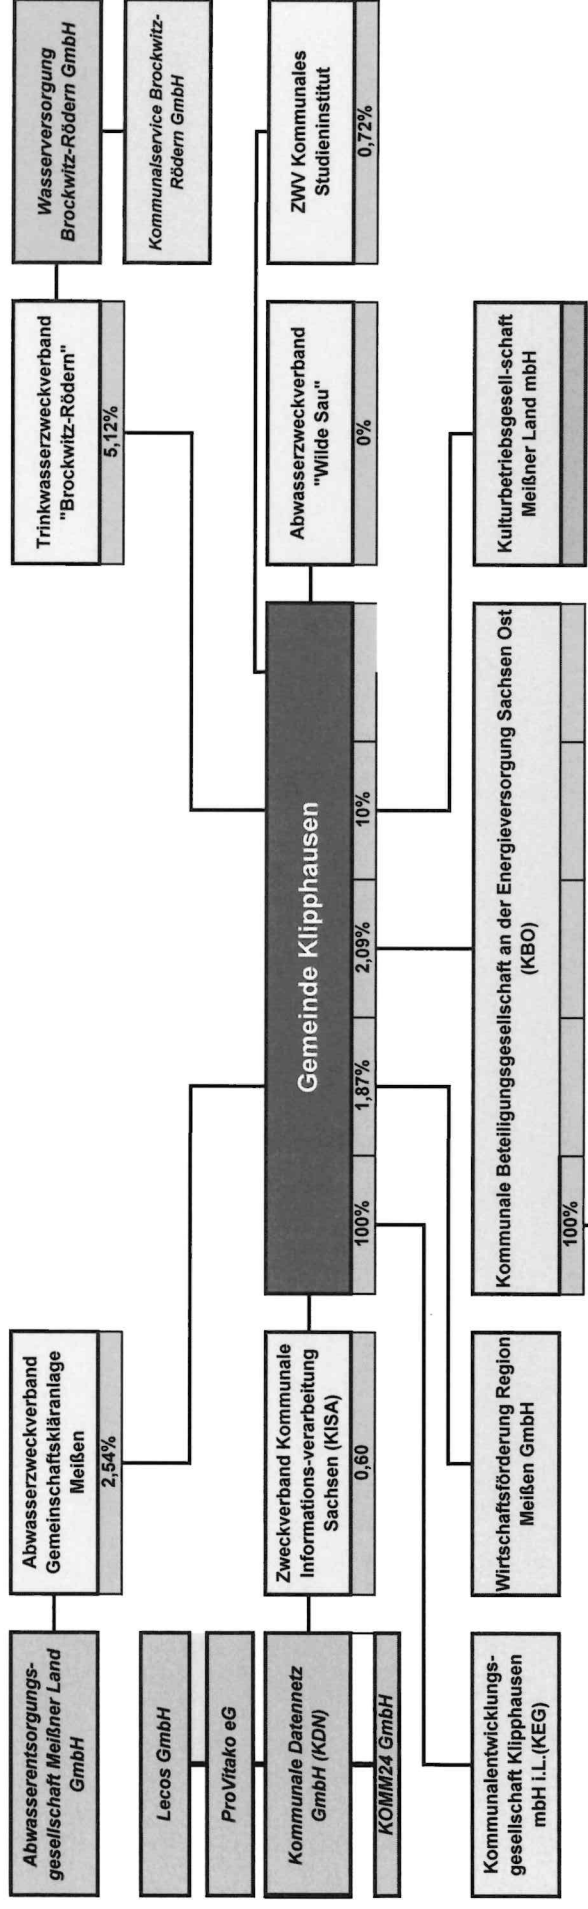 Abwasserentsorgungs-
gesellschaft Meißner Land
GmbH
Abwasserzweckverband
Gemeinschaftskläranlage
Meißen
2,54%
Trinkwasserzweckverband
"Brockwitz-Rödern"
5,12%
Wasserversorgung
Brockwitz-Rödern GmbH
Kommunalservice Brockwitz-
Rödern GmbH
Lecos GmbH
ProVitako eG
Kommunale Datennetz
GmbH (KDN)
KOMM24 GmbH
Zweckverband Kommunale
Informations-verarbeitung
Sachsen (KISA)
0,60
Gemeinde Klipphausen
100%
1,87%
2,09%
10%
Abwasserzweckverband
"Wilde Sau"
0%
ZWV Kommunales
Studieninstitut
0,72%
Kommunalentwicklungs-
gesellschaft Klipphausen
mbH i.L.(KEG)
Wirtschaftsförderung Region
Meißen GmbH
Kommunale Beteiligungsgesellschaft an der Energieversorgung Sachsen Ost
(KBO)
100%
Kulturbetriebsgesell-schaft
Meißner Land mbH